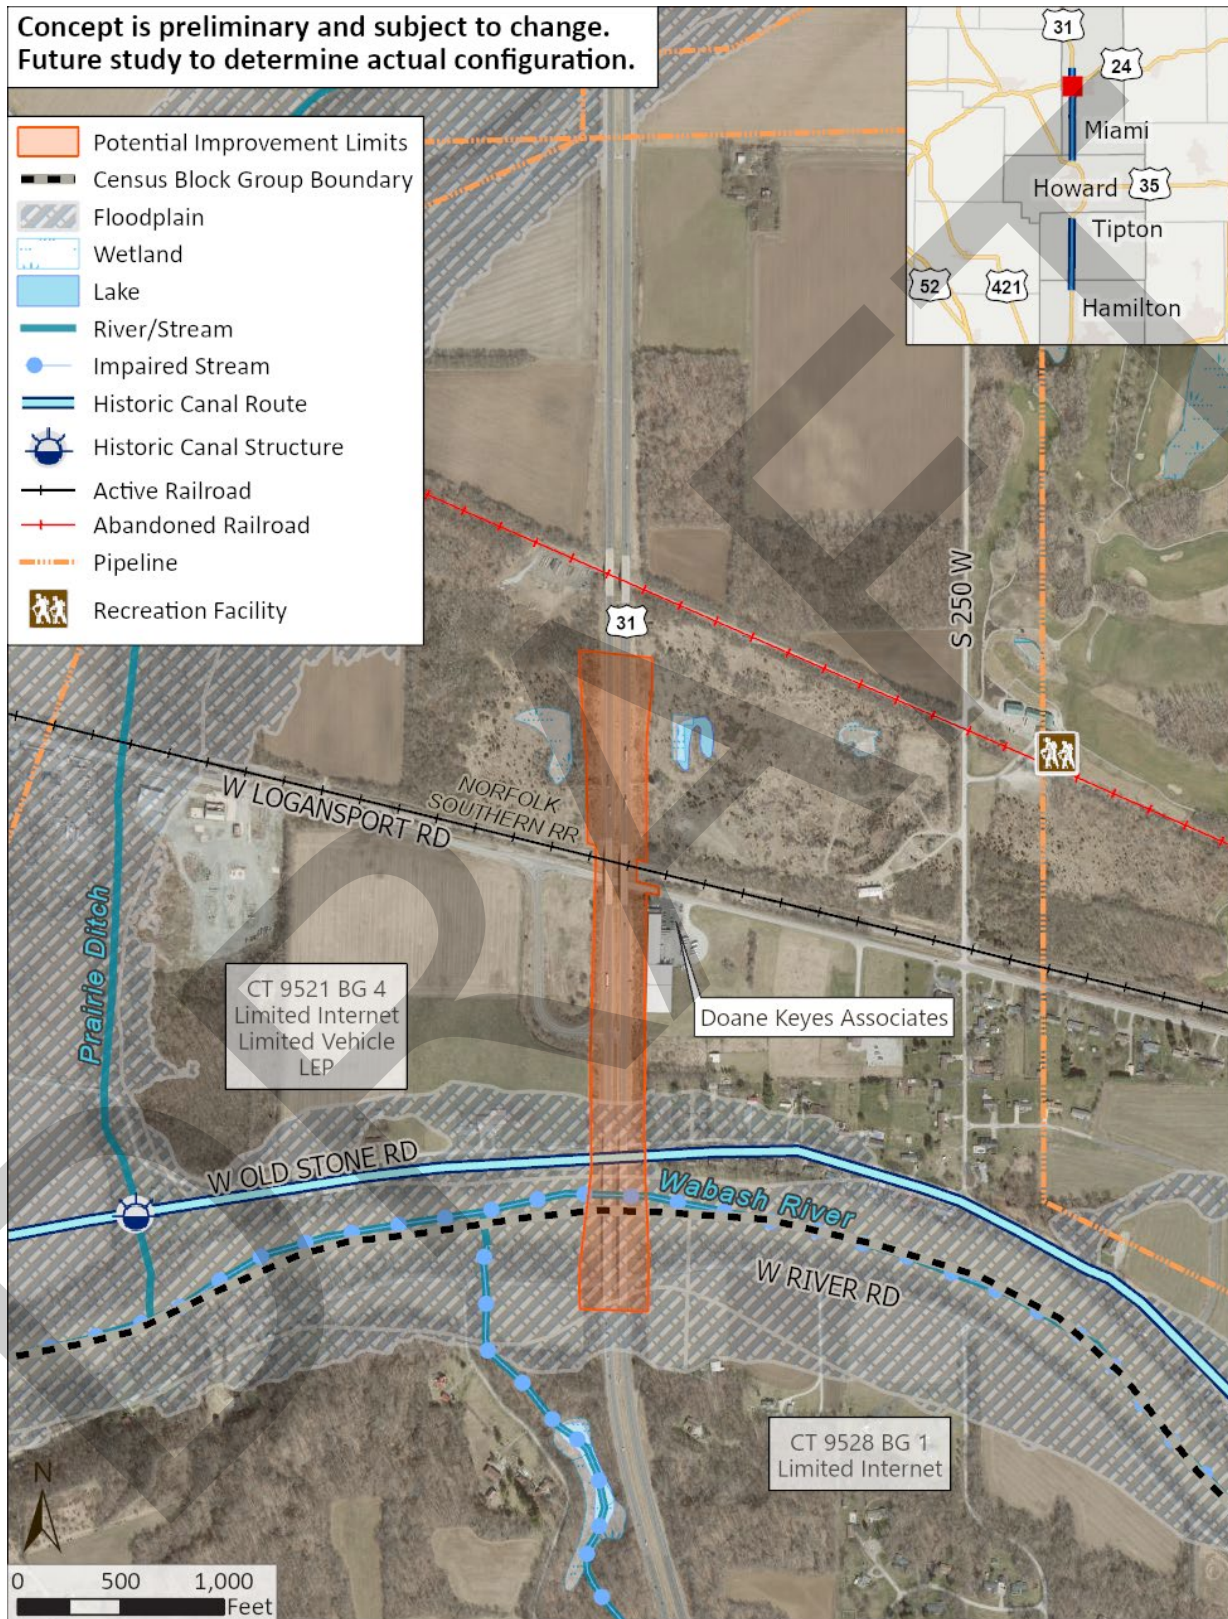 Concept is preliminary and subject to change.
Future study to determine actual configuration.
Potential Improvement Limits
Census Block Group Boundary
Floodplain
Wetland
Lake
River/Stream
Impaired Stream
Historic Canal Route
Historic Canal Structure
Active Railroad
Abandoned Railroad
Pipeline
Recreation Facility
31
24
Miami
Howard
35
Tipton
52
421
Hamilton
31
S 250 W
NORFOLK
SOUTHERN RR
W LOGANSPORT RD
Prairie Ditch
CT 9521 BG 4
Limited Internet
Limited Vehicle
LEP
Doane Keyes Associates
W OLD STONE RD
Wabash River
W RIVER RD
CT 9528 BG 1
Limited Internet
N
0 500 1,000
Feet
DRAFT